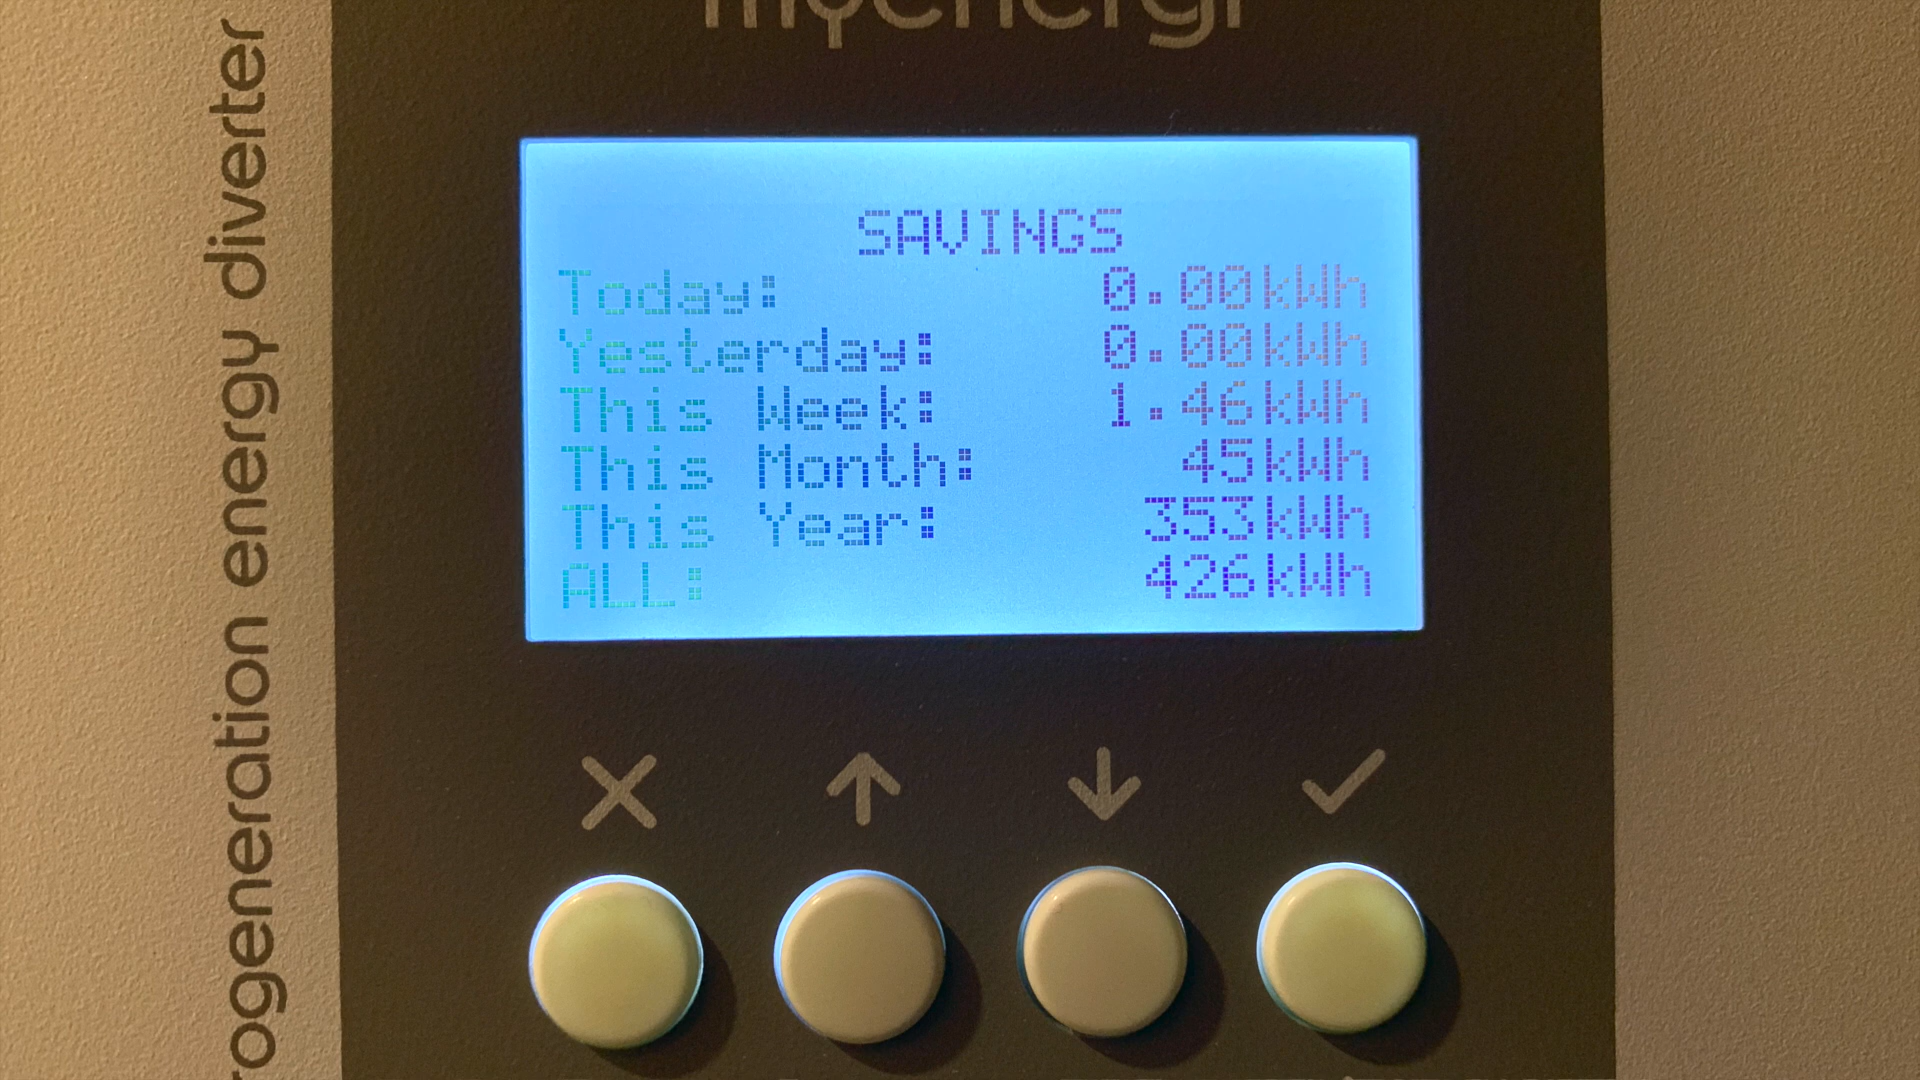 myenergi
SAVINGS
Today: 0.00kWh
Yesterday: 0.00kWh
This Week: 1.46kWh
This Month: 45kWh
This Year: 353kWh
ALL: 426kWh
rogeneration energy diverter